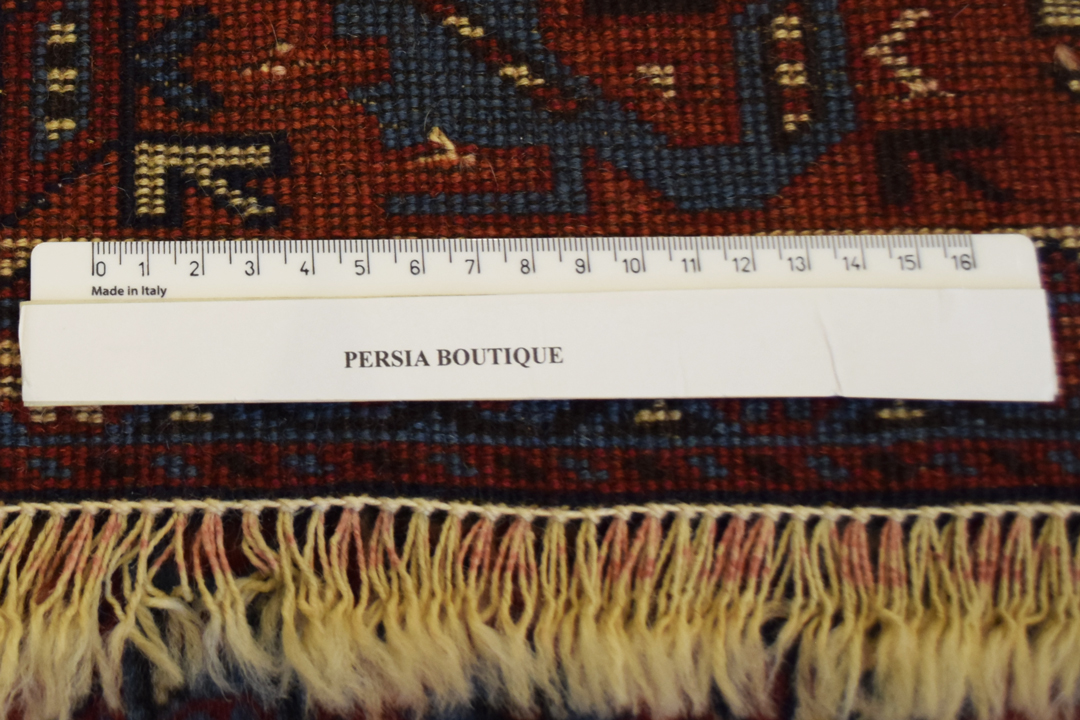 0 1 2 3 4 5 6 7 8 9 10 11 12 13 14 15 16
Made in Italy
PERSIA BOUTIQUE